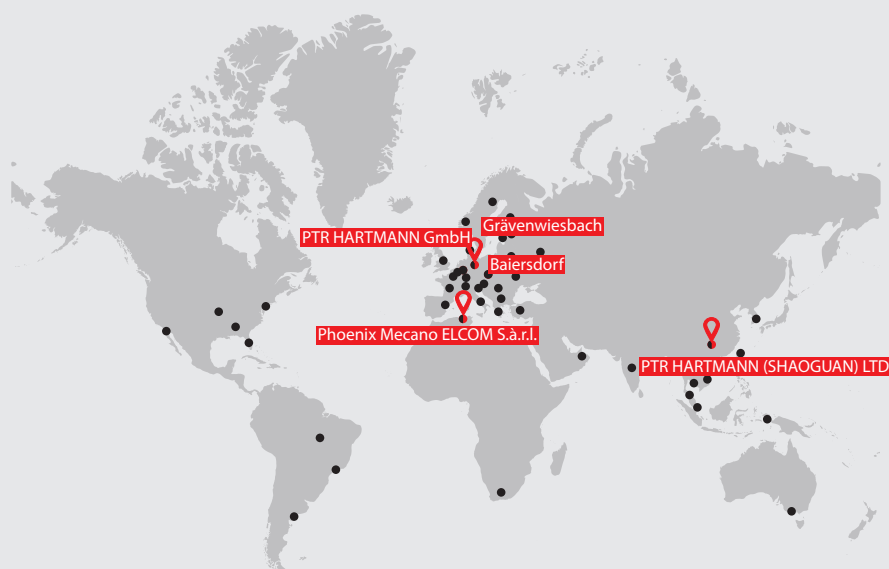 Grävenwiesbach
PTR HARTMANN GmbH
Baiersdorf
Phoenix Mecano ELCOM S.à.r.l.
PTR HARTMANN (SHAOGUAN) LTD